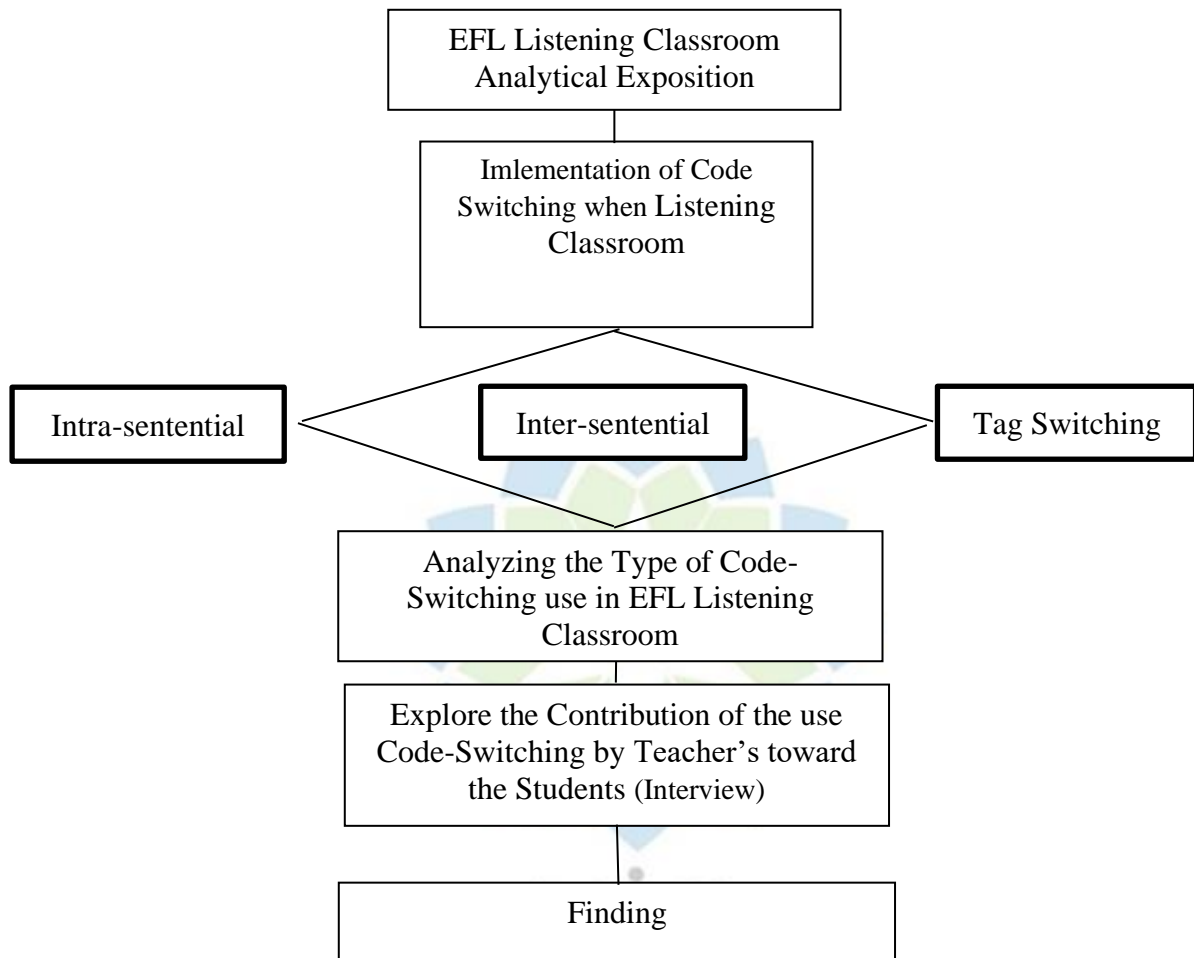 EFL Listening Classroom
Analytical Exposition
Imlementation of Code
Switching when Listening
Classroom
Intra-sentential
Inter-sentential
Tag Switching
Analyzing the Type of Code-
Switching use in EFL Listening
Classroom
Explore the Contribution of the use
Code-Switching by Teacher’s toward
the Students (Interview)
Finding